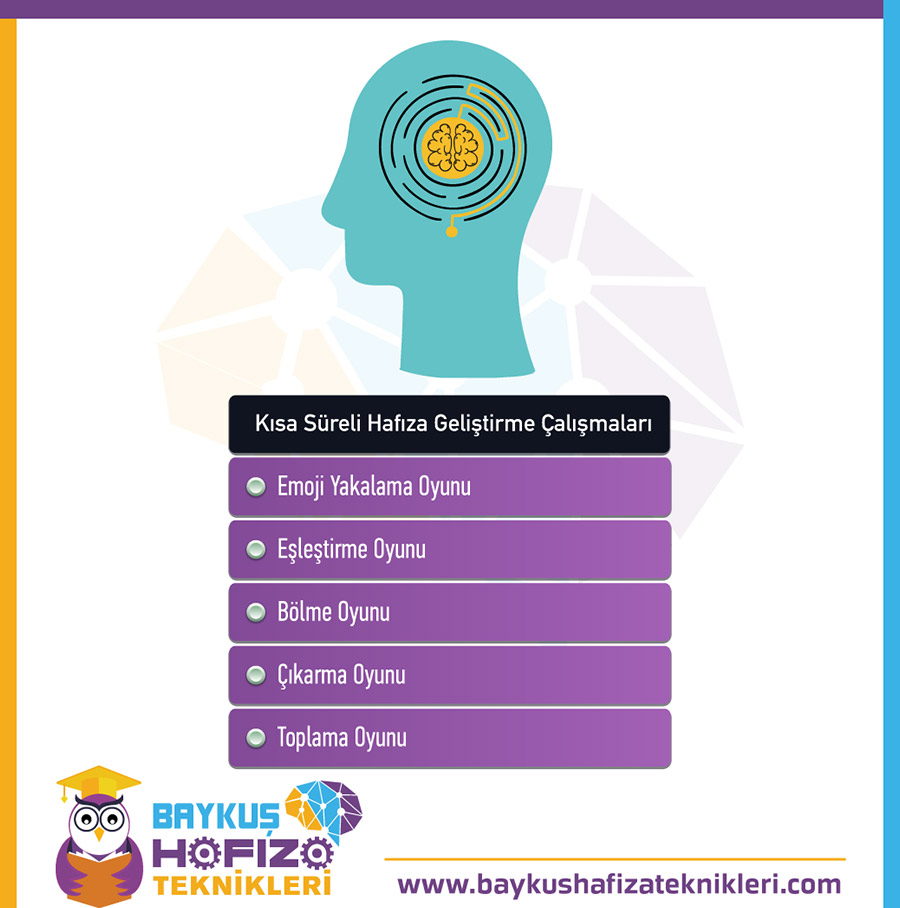 Kısa Süreli Hafıza Geliştirme Çalışmaları
Emoji Yakalama Oyunu
Eşleştirme Oyunu
Bölme Oyunu
Çıkarma Oyunu
Toplama Oyunu
BAYKUŞ
HAFIZA
TEKNİKLERİ
www.baykushafizateknikleri.com